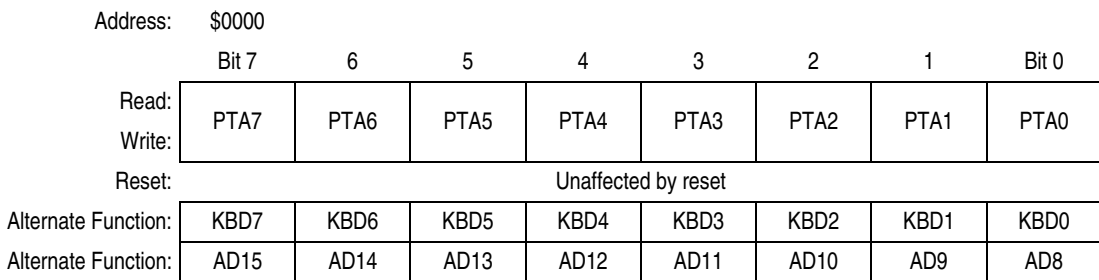 Address: $0000
Bit 7 6 5 4 3 2 1 Bit 0
Read:
PTA7 PTA6 PTA5 PTA4 PTA3 PTA2 PTA1 PTA0
Write:
Reset: Unaffected by reset
Alternate Function: KBD7 KBD6 KBD5 KBD4 KBD3 KBD2 KBD1 KBD0
Alternate Function: AD15 AD14 AD13 AD12 AD11 AD10 AD9 AD8